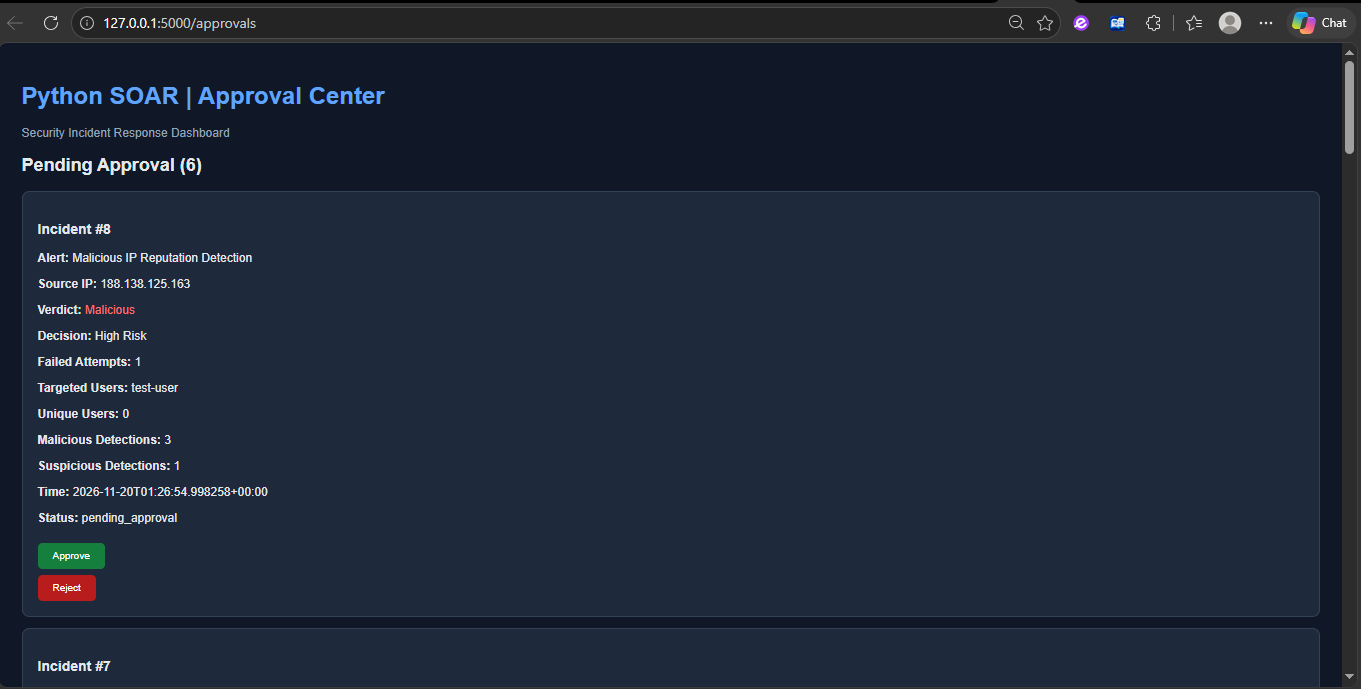 127.0.0.1:5000/approvals
Chat
Python SOAR | Approval Center
Security Incident Response Dashboard
Pending Approval (6)
Incident #8
Alert: Malicious IP Reputation Detection
Source IP: 188.138.125.163
Verdict: Malicious
Decision: High Risk
Failed Attempts: 1
Targeted Users: test-user
Unique Users: 0
Malicious Detections: 3
Suspicious Detections: 1
Time: 2026-11-20T01:26:54.998258+00:00
Status: pending_approval
Approve
Reject
Incident #7